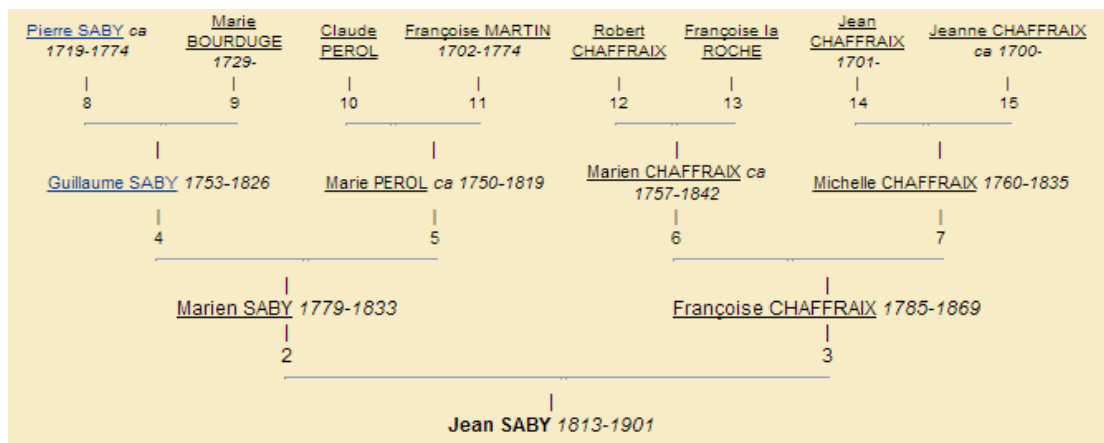 Pierre SABY ca
1719-1774
Marie
BOURDUGE
1729-
Claude
PEROL
Françoise MARTIN
1702-1774
Robert
CHAFFRAIX
Françoise la
ROCHE
Jean
CHAFFRAIX
1701-
Jeanne CHAFFRAIX
ca 1700-
8
9
10
11
12
13
14
15
Guillaume SABY 1753-1826
Marie PEROL ca 1750-1819
Marien CHAFFRAIX ca
1757-1842
Michelle CHAFFRAIX 1760-1835
4
5
6
7
Marien SABY 1779-1833
Françoise CHAFFRAIX 1785-1869
2
3
Jean SABY 1813-1901